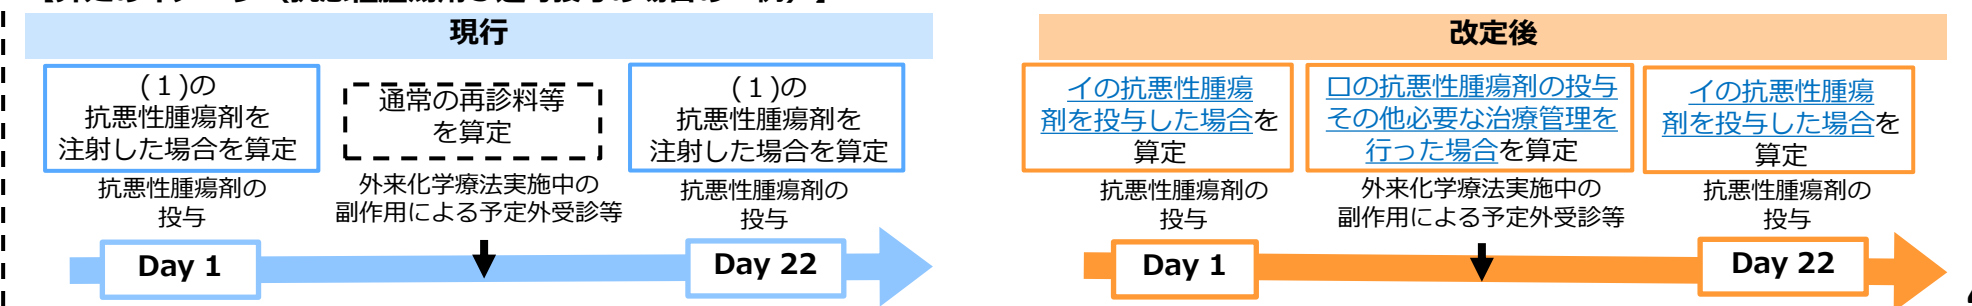 現行
(１)の
抗悪性腫瘍剤を
注射した場合を算定
通常の再診料等
を算定
(１)の
抗悪性腫瘍剤を
注射した場合を算定
抗悪性腫瘍剤の
投与
外来化学療法実施中の
副作用による予定外受診等
抗悪性腫瘍剤の
投与
Day 1
Day 22
改定後
イの抗悪性腫瘍
剤を投与した場合を
算定
ロの抗悪性腫瘍剤の投与
その他必要な治療管理を
行った場合を算定
イの抗悪性腫瘍
剤を投与した場合を
算定
抗悪性腫瘍剤の
投与
外来化学療法実施中の
副作用による予定外受診等
抗悪性腫瘍剤の
投与
Day 1
Day 22